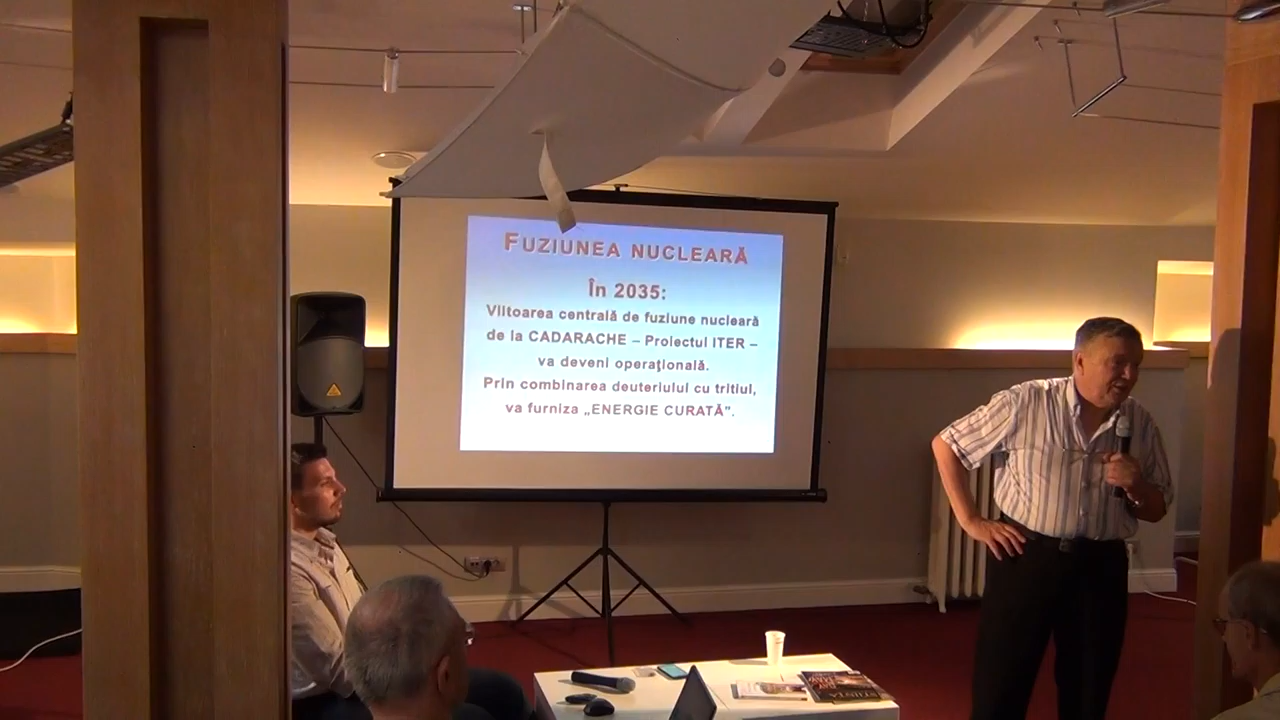 FUZIUNEA NUCLEARĂ
În 2035:
Viitoarea centrală de fuziune nucleară
de la CADARACHE – Proiectul ITER –
va deveni operaţională.
Prin combinarea deuteriului cu tritiul,
va furniza „ENERGIE CURATĂ”.
ŞTIINŢA